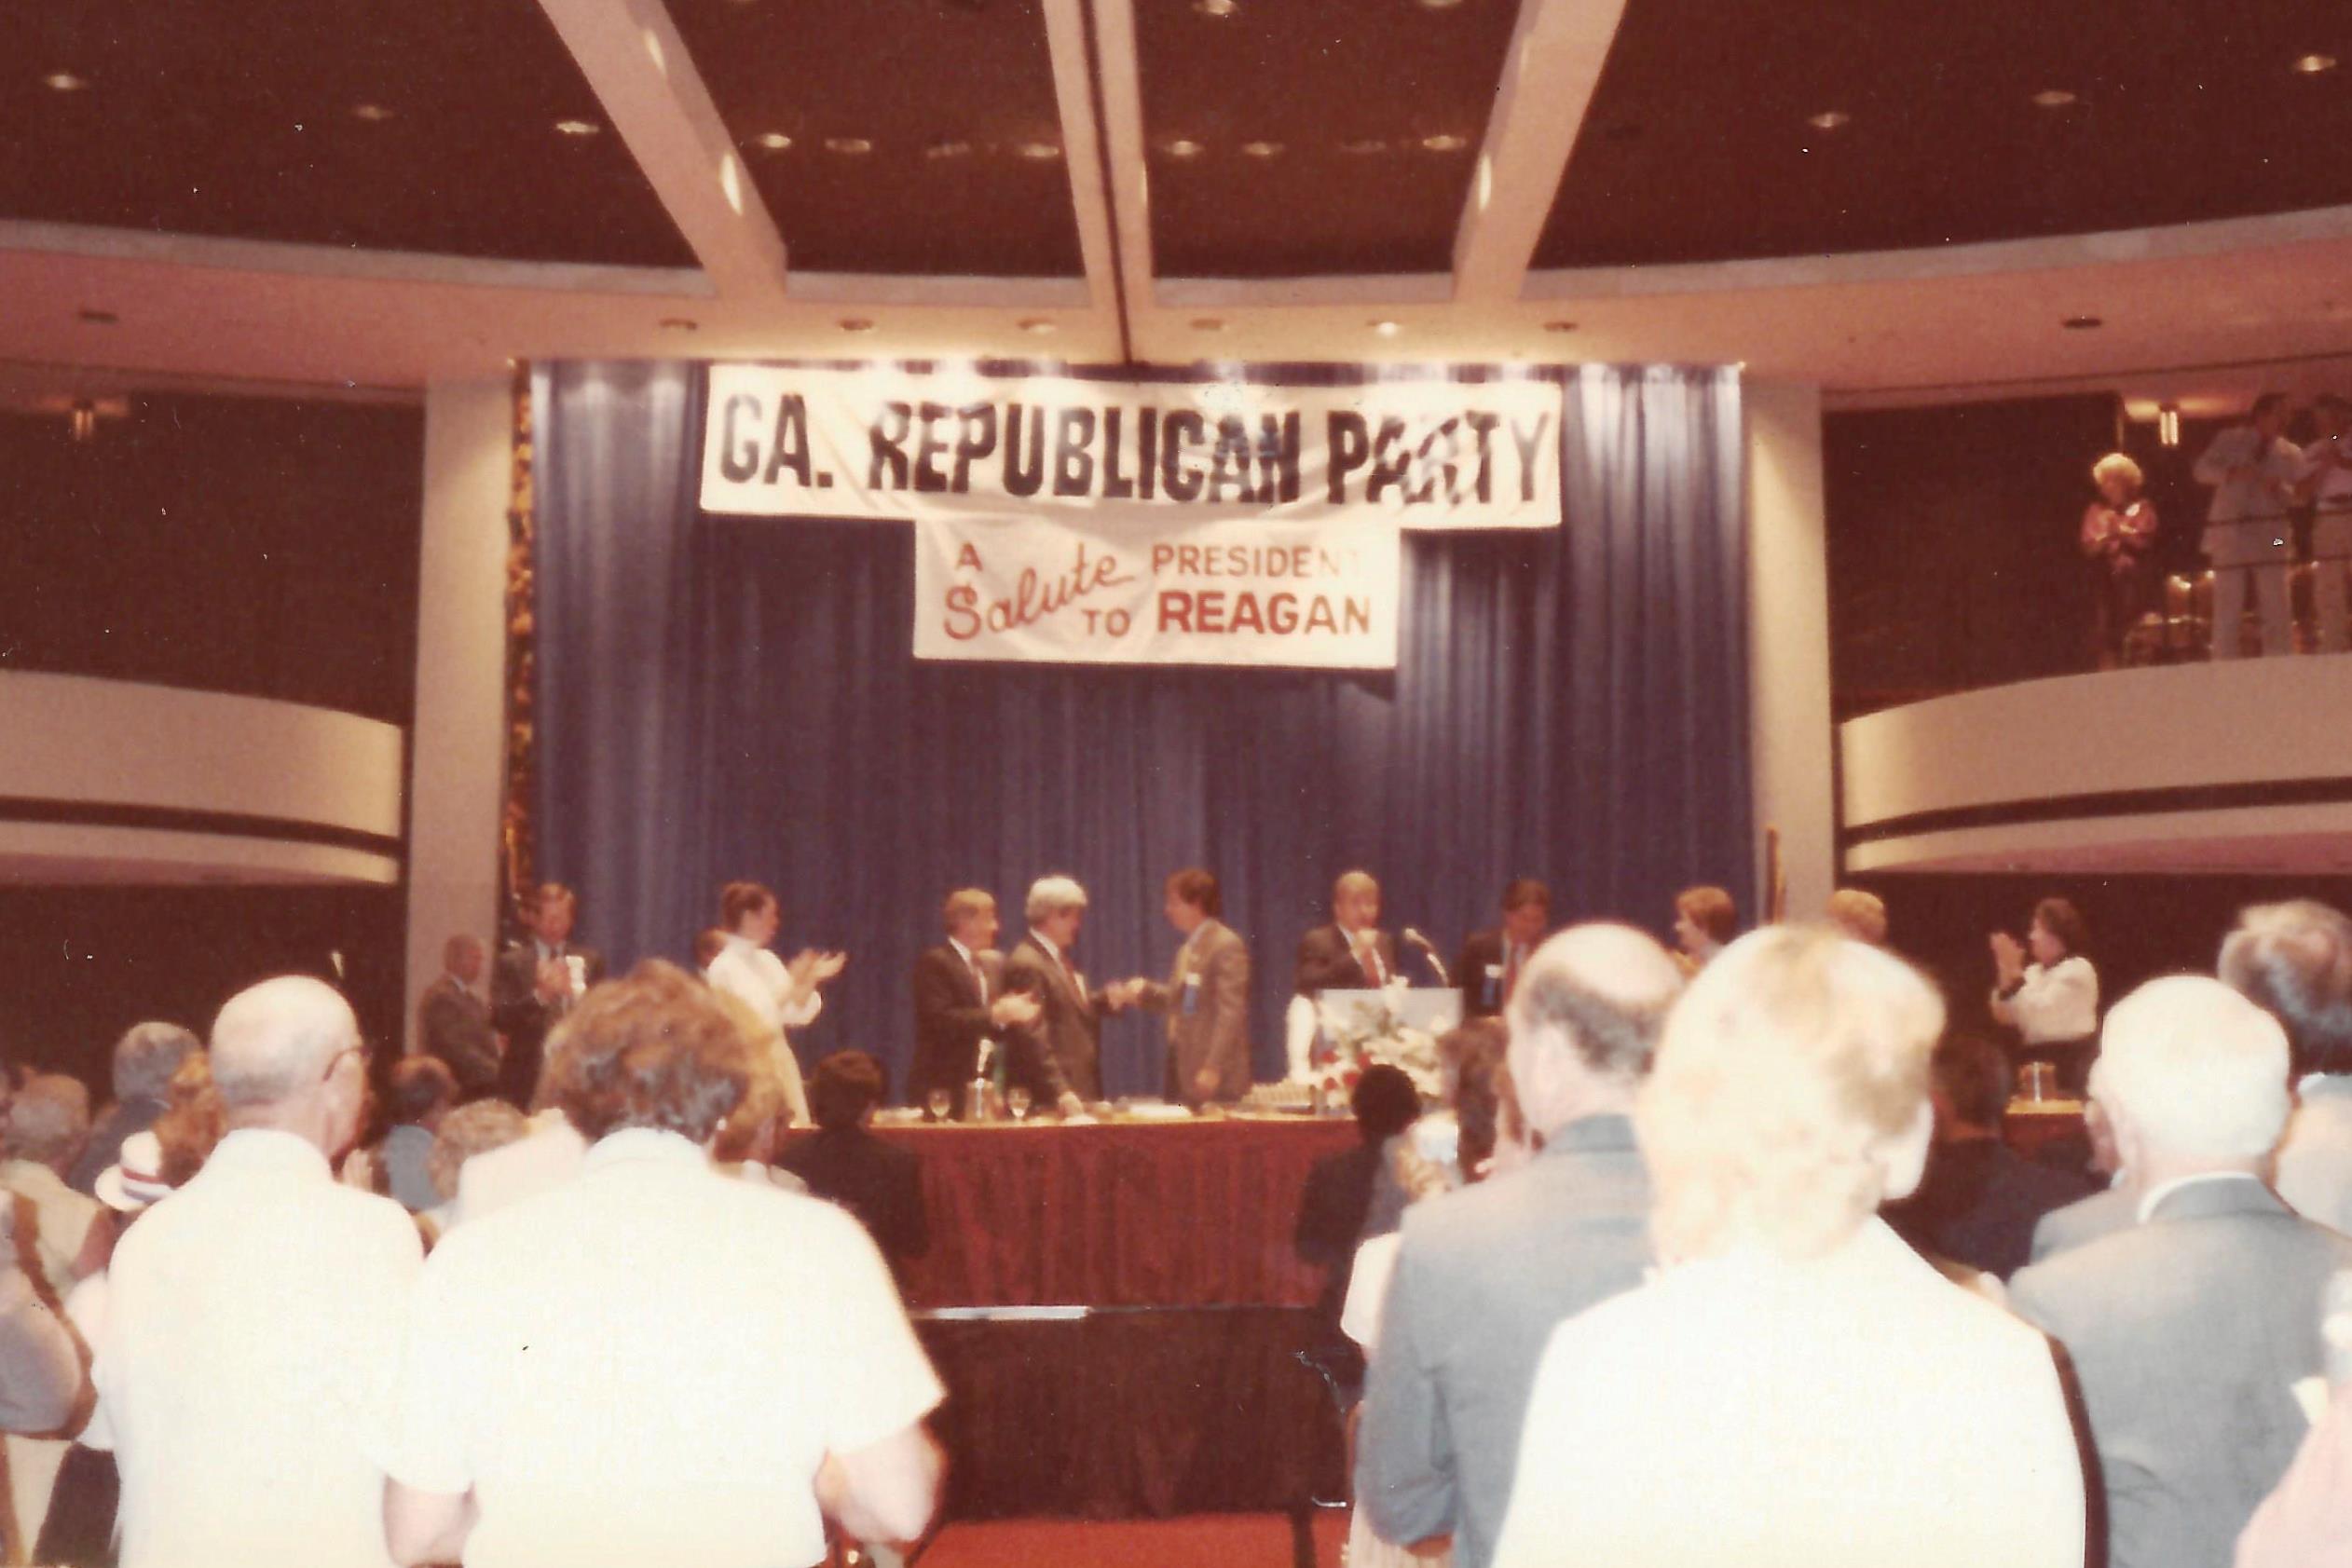 GA. REPUBLICAN PARTY
A Salute TO PRESIDENT REAGAN